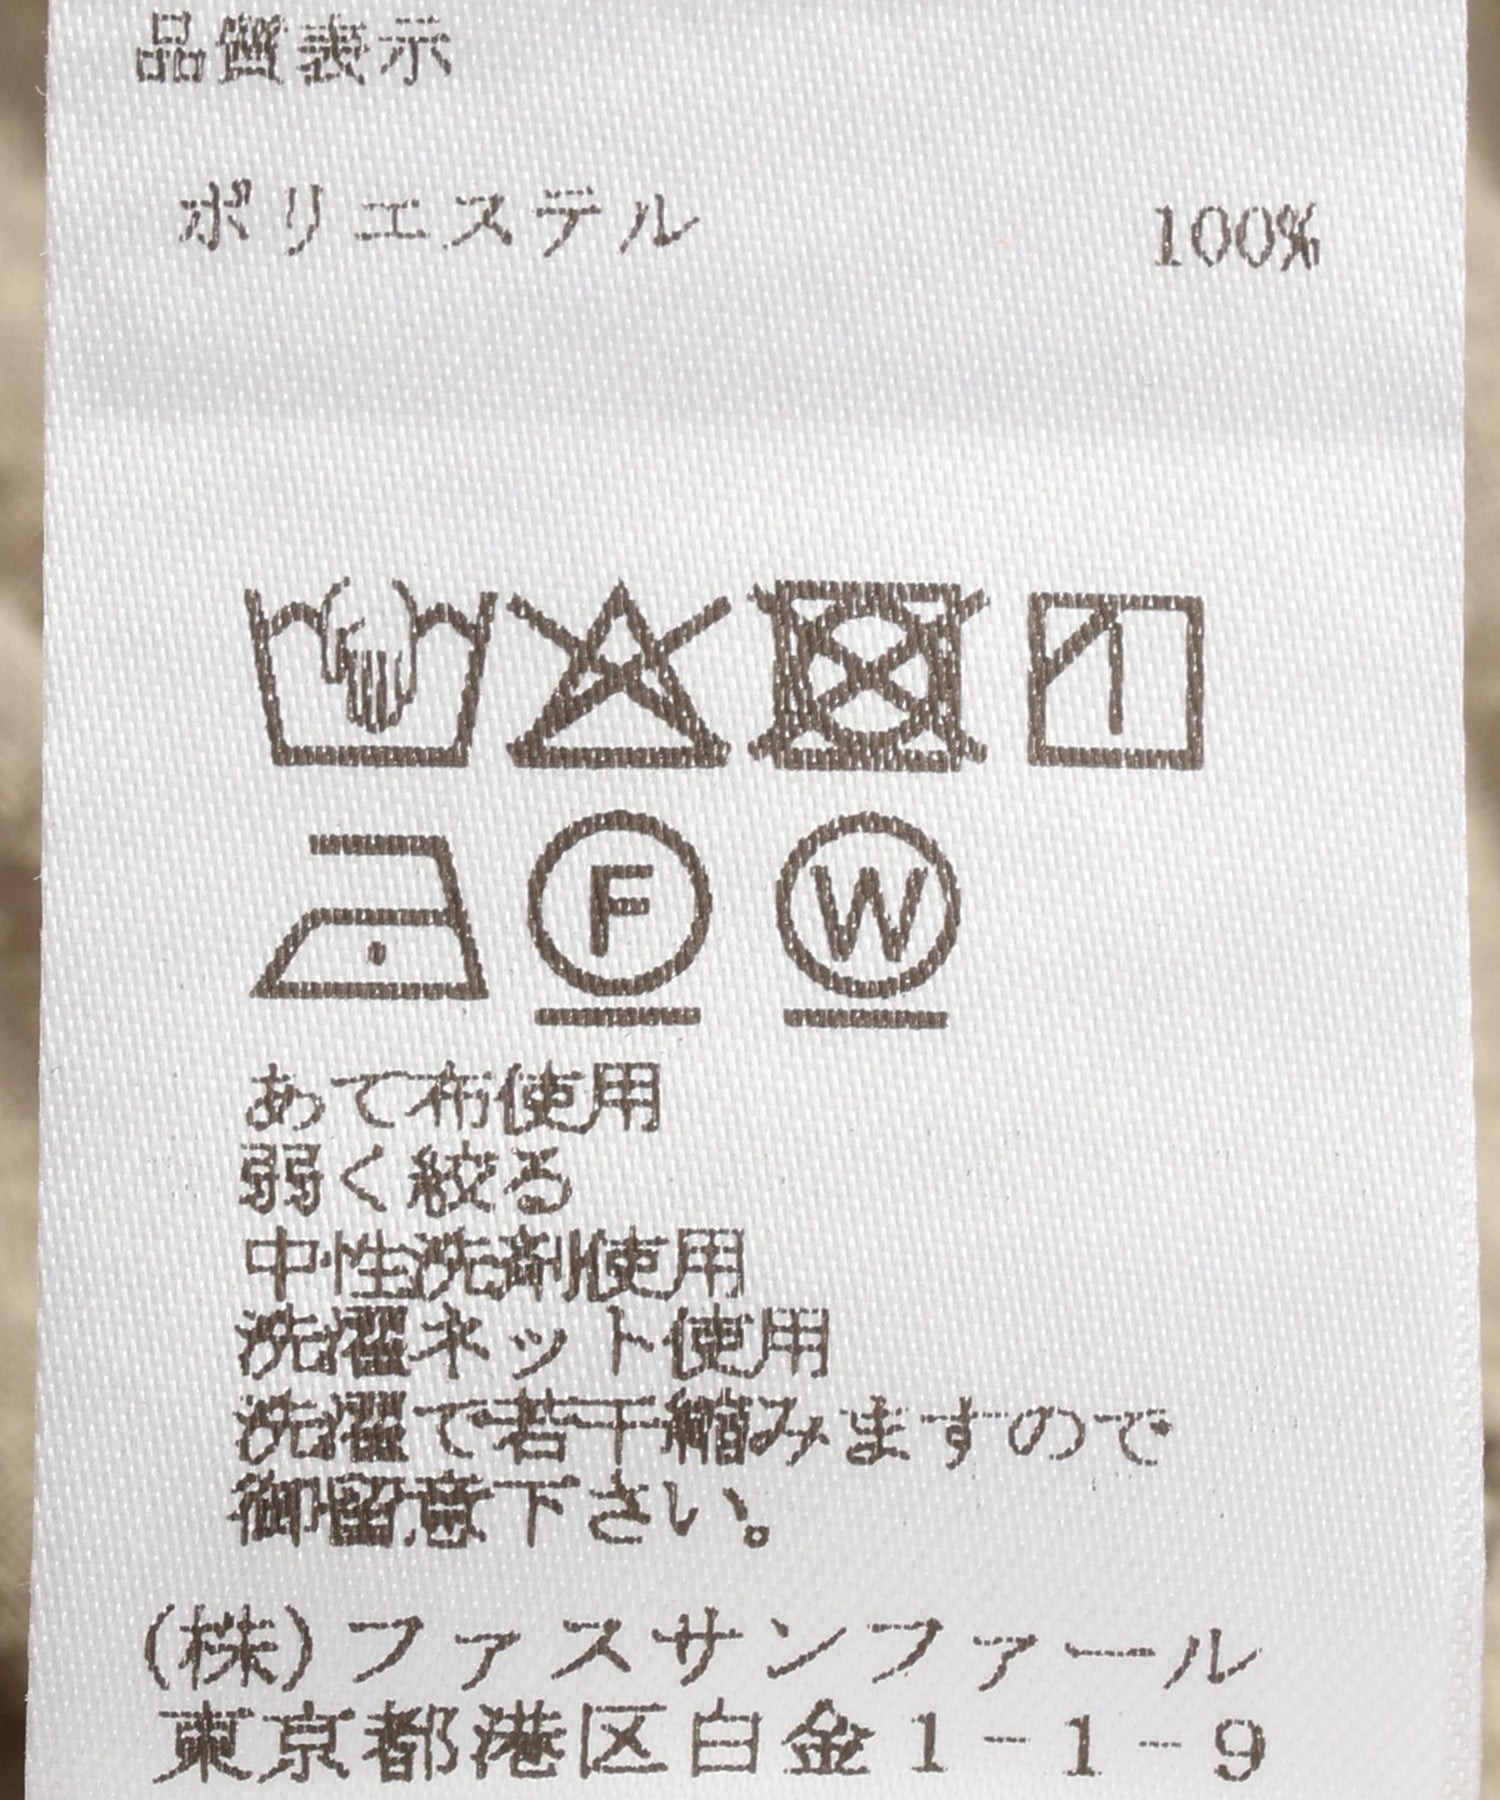 品質表示
ポリエステル 100%
F W
あて布使用
弱く絞る
中性洗剤使用
洗濯ネット使用
洗濯で若干縮みますので
御留意下さい。
(株)ファスサンファール
東京都港区白金1-1-9